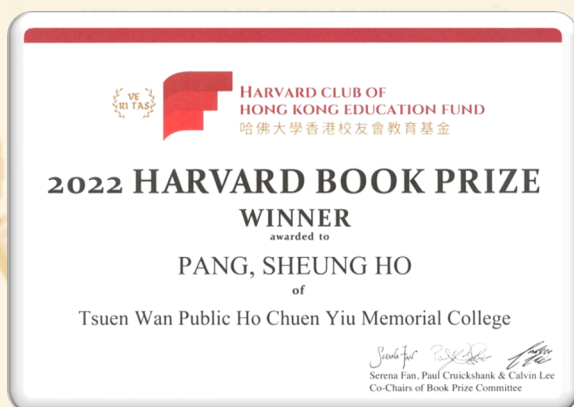 VE
RI TAS
HARVARD CLUB OF
HONG KONG EDUCATION FUND
哈佛大學香港校友會教育基金
2022 HARVARD BOOK PRIZE
WINNER
awarded to
PANG, SHEUNG HO
of
Tsuen Wan Public Ho Chuen Yiu Memorial College
Serena Fan, Paul Cruickshank & Calvin Lee
Co-Chairs of Book Prize Committee